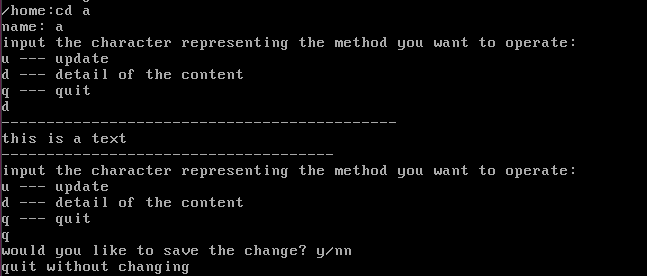 /home:cd a
name: a
input the character representing the method you want to operate:
u --- update
d --- detail of the content
q --- quit
d
--------------------------------------------
this is a text
-------------------------------------
input the character representing the method you want to operate:
u --- update
d --- detail of the content
q --- quit
q
would you like to save the change? y/nn
quit without changing